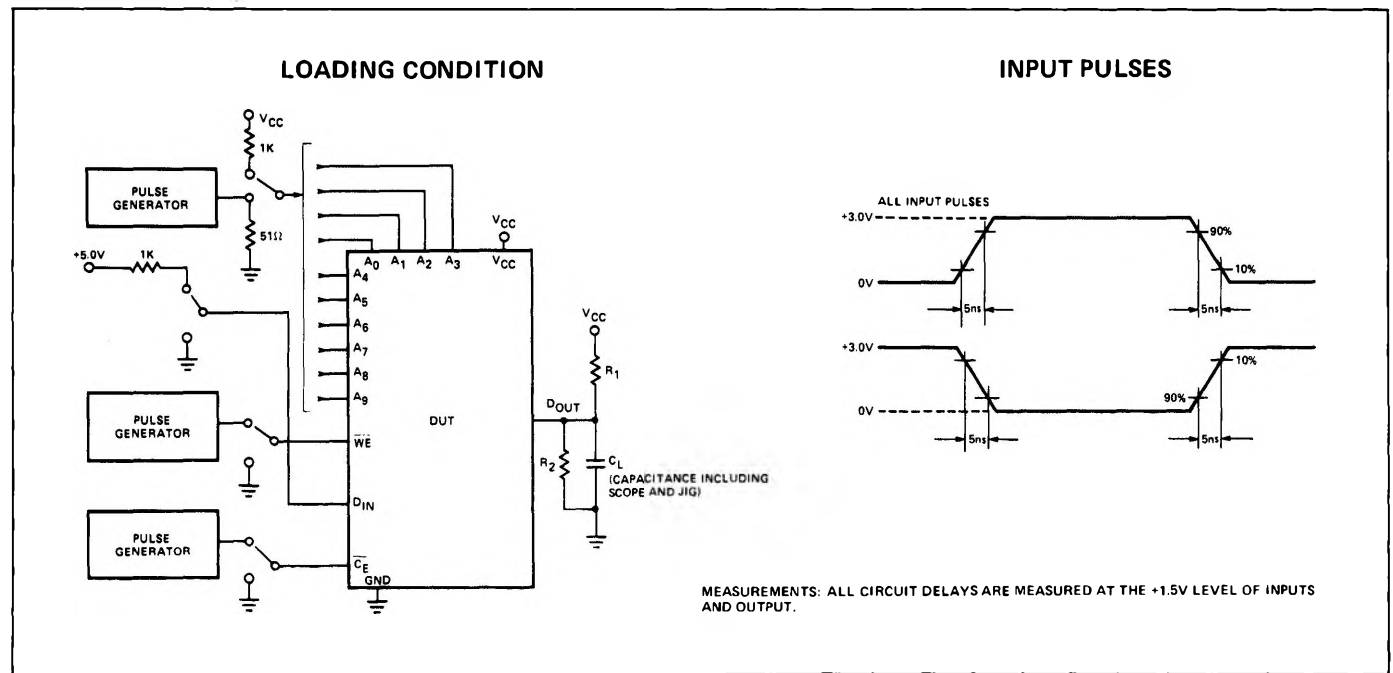 LOADING CONDITION
INPUT PULSES
VCC
1K
PULSE
GENERATOR
51Ω
+5.0V
1K
A0 A1 A2 A3
VCC
VCC
A4
A5
A6
A7
A8
A9
DUT
WE
DIN
CE
GND
PULSE
GENERATOR
PULSE
GENERATOR
VCC
R1
DOUT
R2
CL
(CAPACITANCE INCLUDING
SCOPE AND JIG)
ALL INPUT PULSES
+3.0V
90%
10%
0V
5ns
5ns
+3.0V
10%
90%
0V
5ns
5ns
MEASUREMENTS: ALL CIRCUIT DELAYS ARE MEASURED AT THE +1.5V LEVEL OF INPUTS
AND OUTPUT.